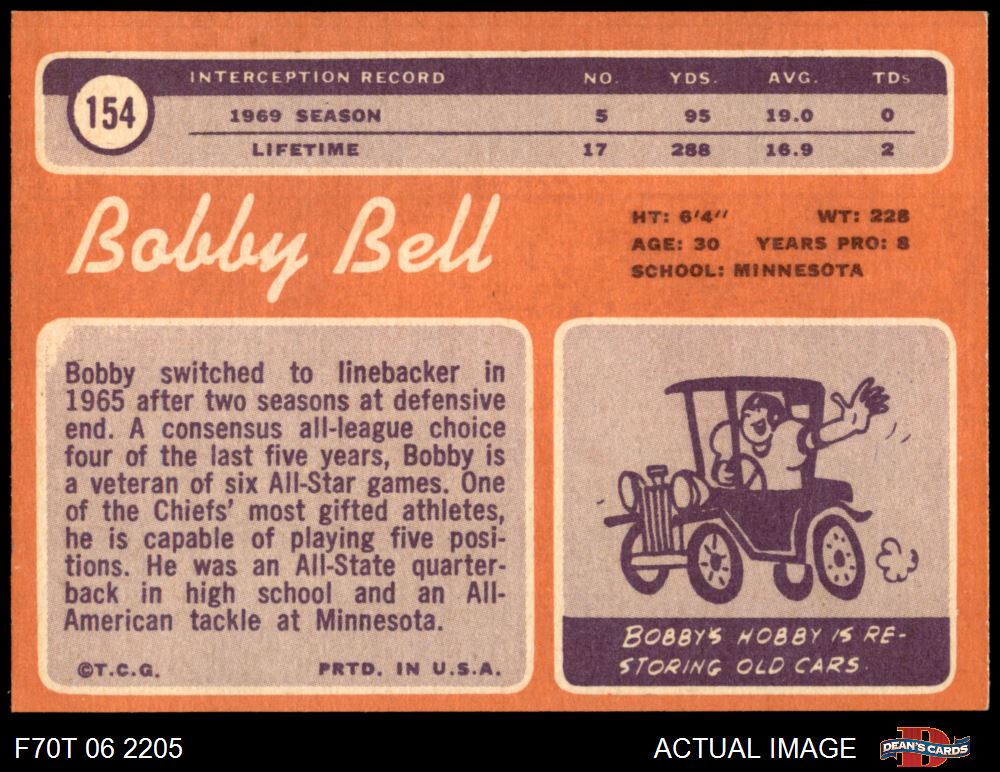 154
INTERCEPTION RECORD NO. YDS. AVG. TDs
1969 SEASON 5 95 19.0 0
LIFETIME 17 288 16.9 2
Bobby Bell
HT: 6'4" WT: 228
AGE: 30 YEARS PRO: 8
SCHOOL: MINNESOTA
Bobby switched to linebacker in
1965 after two seasons at defensive
end. A consensus all-league choice
four of the last five years, Bobby is
a veteran of six All-Star games. One
of the Chiefs' most gifted athletes,
he is capable of playing five posi-
tions. He was an All-State quarter-
back in high school and an All-
American tackle at Minnesota.
©T.C.G. PRTD. IN U.S.A.
BOBBY'S HOBBY IS RE-
STORING OLD CARS.
F70T 06 2205 ACTUAL IMAGE D DEAN'S CARDS